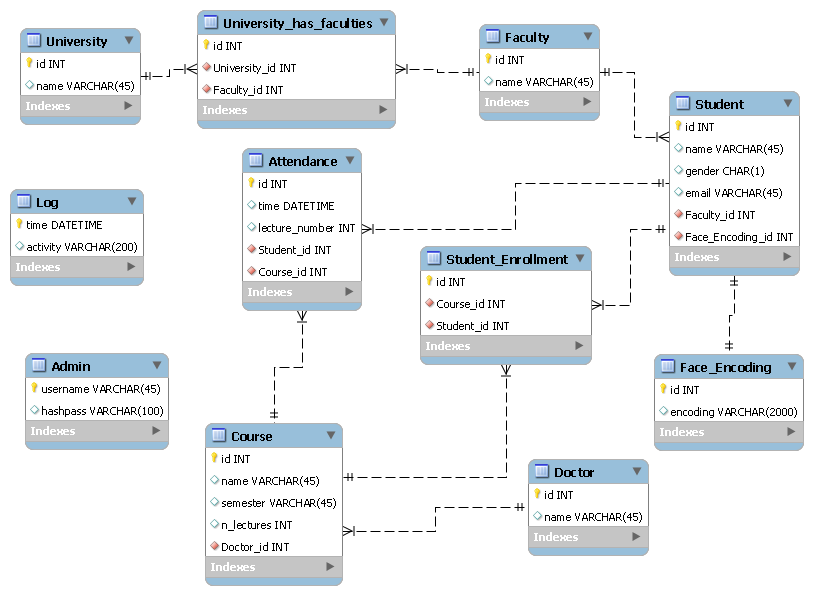 University
id INT
name VARCHAR(45)
Indexes
University_has_faculties
id INT
University_id INT
Faculty_id INT
Indexes
Faculty
id INT
name VARCHAR(45)
Indexes
Student
id INT
name VARCHAR(45)
gender CHAR(1)
email VARCHAR(45)
Faculty_id INT
Face_Encoding_id INT
Indexes
Attendance
id INT
time DATETIME
lecture_number INT
Student_id INT
Course_id INT
Indexes
Log
time DATETIME
activity VARCHAR(200)
Indexes
Student_Enrollment
id INT
Course_id INT
Student_id INT
Indexes
Admin
username VARCHAR(45)
hashpass VARCHAR(100)
Indexes
Face_Encoding
id INT
encoding VARCHAR(2000)
Indexes
Course
id INT
name VARCHAR(45)
semester VARCHAR(45)
n_lectures INT
Doctor_id INT
Indexes
Doctor
id INT
name VARCHAR(45)
Indexes